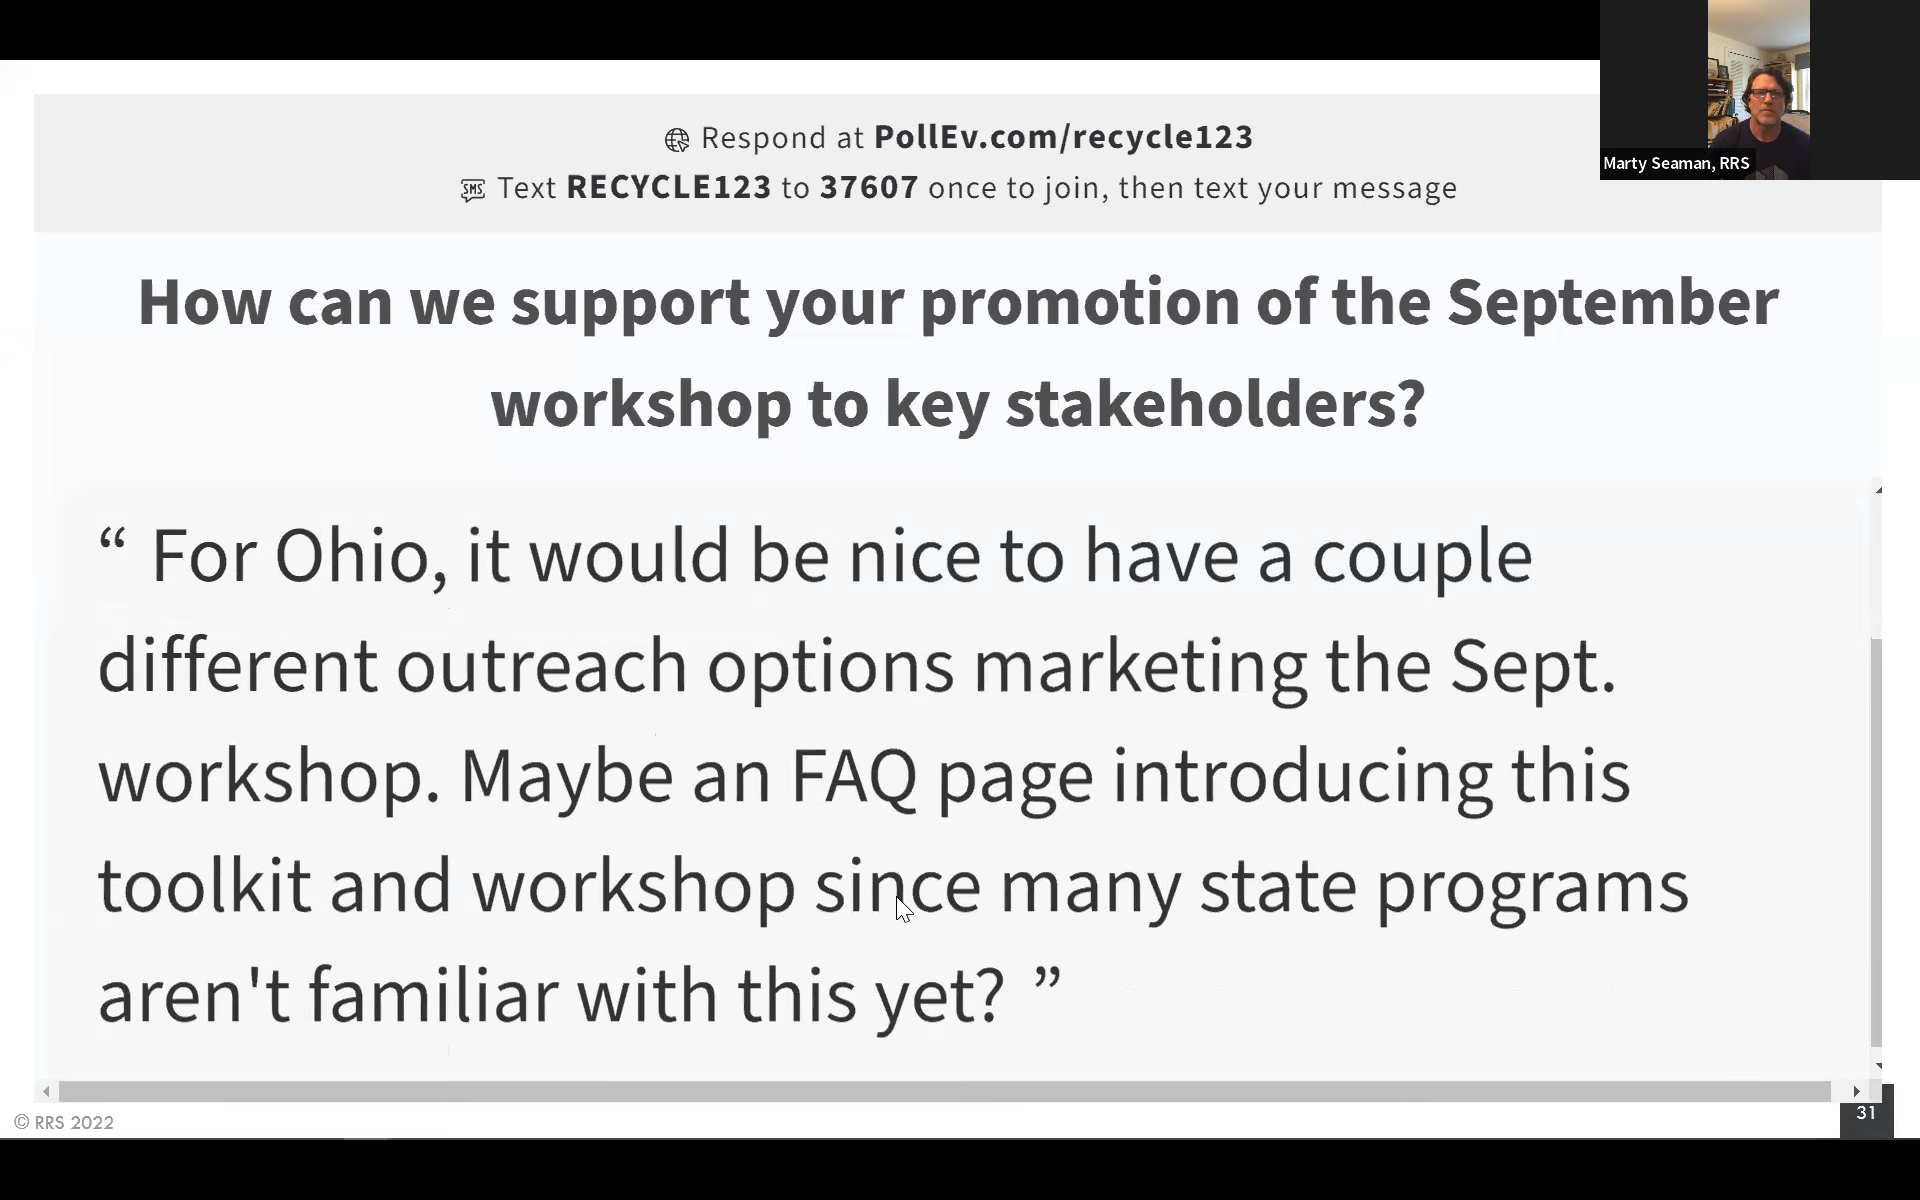 Respond at PollEv.com/recycle123
Text RECYCLE123 to 37607 once to join, then text your message
Marty Seaman, RRS
How can we support your promotion of the September
workshop to key stakeholders?
“ For Ohio, it would be nice to have a couple
different outreach options marketing the Sept.
workshop. Maybe an FAQ page introducing this
toolkit and workshop since many state programs
aren't familiar with this yet? ”
© RRS 2022
31